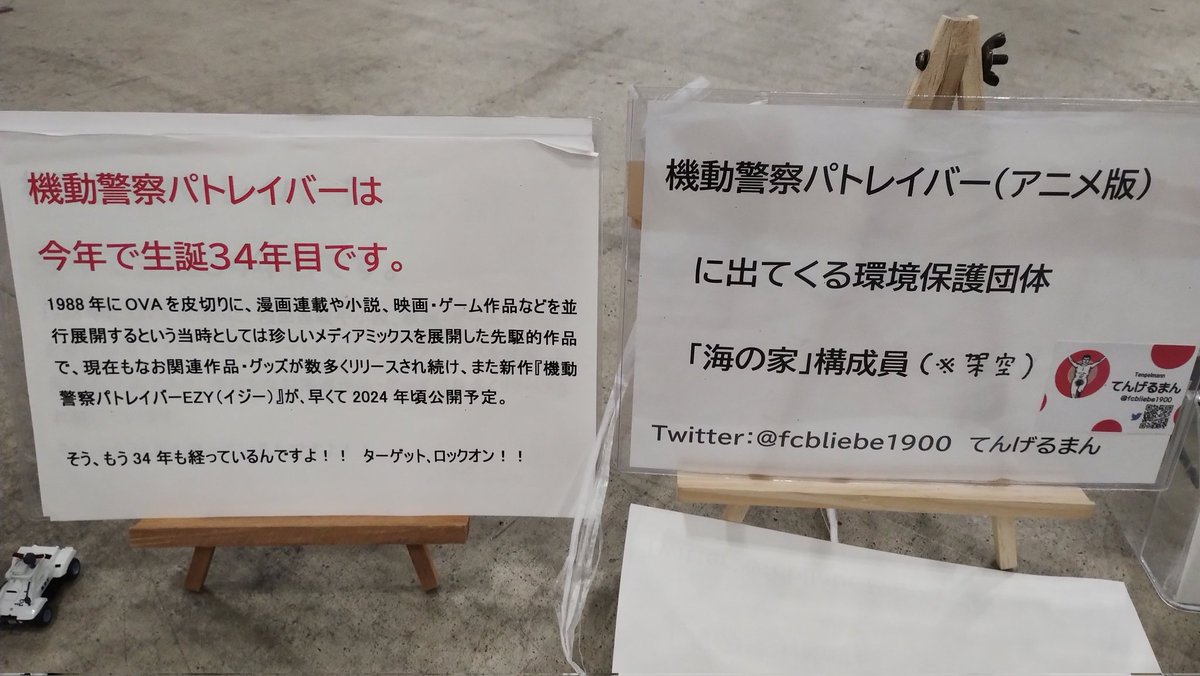 機動警察パトレイバーは
今年で生誕34年目です。
1988年にOVAを皮切りに、漫画連載や小説、映画・ゲーム作品などを並
行展開するという当時としては珍しいメディアミックスを展開した先駆的作品
で、現在もなお関連作品・グッズが数多くリリースされ続け、また新作『機動
警察パトレイバーEZY(イジー)』が、早くて2024年頃公開予定。
そう、もう34年も経っているんですよ!! ターゲット、ロックオン!!
機動警察パトレイバー(アニメ版)
に出てくる環境保護団体
「海の家」構成員(※架空)
Twitter:@fcbliebe1900 てんげるまん
Tengelmann
てんげるまん
@fcbliebe1900